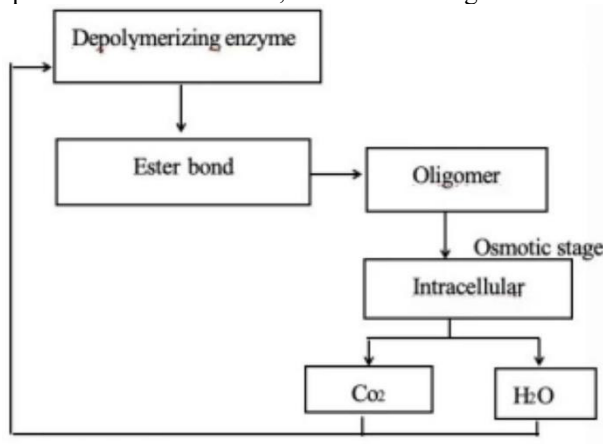 Depolymerizing enzyme
Ester bond
Oligomer
Osmotic stage
Intracellular
Co2
H2O